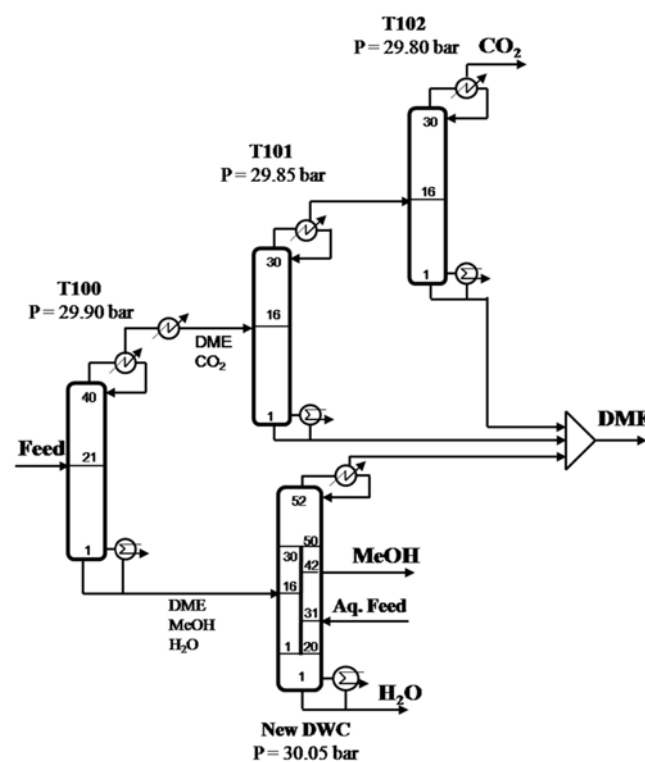 T102
P = 29.80 bar
CO₂
30
16
1
T101
P = 29.85 bar
30
16
1
T100
P = 29.90 bar
DME
CO₂
40
Feed
21
1
DME
52
50
30
42
MeOH
16
31
Aq. Feed
1
20
1
DME
MeOH
H₂O
H₂O
New DWC
P = 30.05 bar